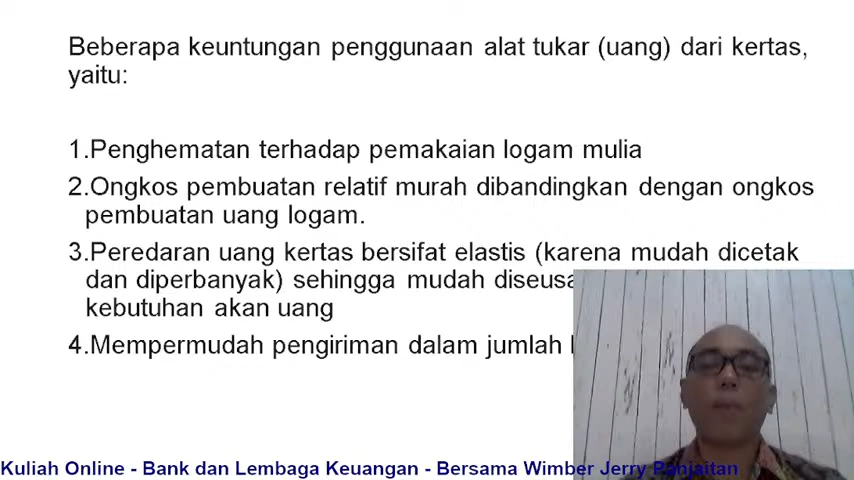 Beberapa keuntungan penggunaan alat tukar (uang) dari kertas,
yaitu:
1.Penghematan terhadap pemakaian logam mulia
2.Ongkos pembuatan relatif murah dibandingkan dengan ongkos
pembuatan uang logam.
3.Peredaran uang kertas bersifat elastis (karena mudah dicetak
dan diperbanyak) sehingga mudah
kebutuhan akan uang
4.Mempermudah pengiriman dalam jumlah
Kuliah Online - Bank dan Lembaga Keuangan - Bersama Wimber Jerry Panjaitan